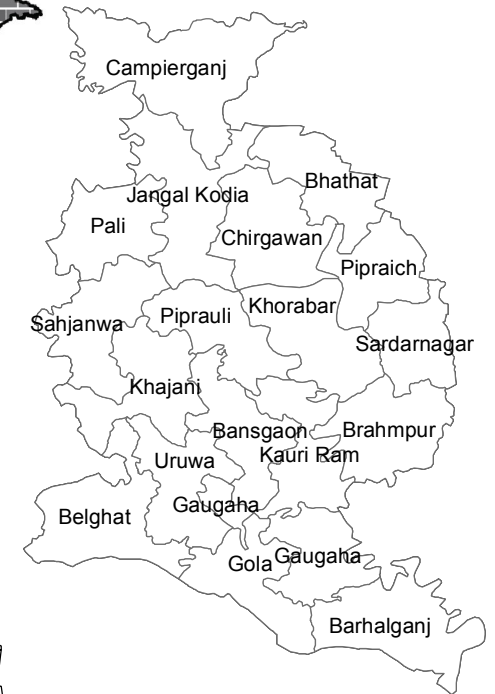 Campierganj
Bhathat
Jangal Kodia
Pali
Chirgawan
Pipraich
Khorabar
Piprauli
Sahjanwa
Sardarnagar
Khajani
Bansgaon
Brahmpur
Kauri Ram
Uruwa
Gaugaha
Belghat
Gaugaha
Gola
Barhalganj